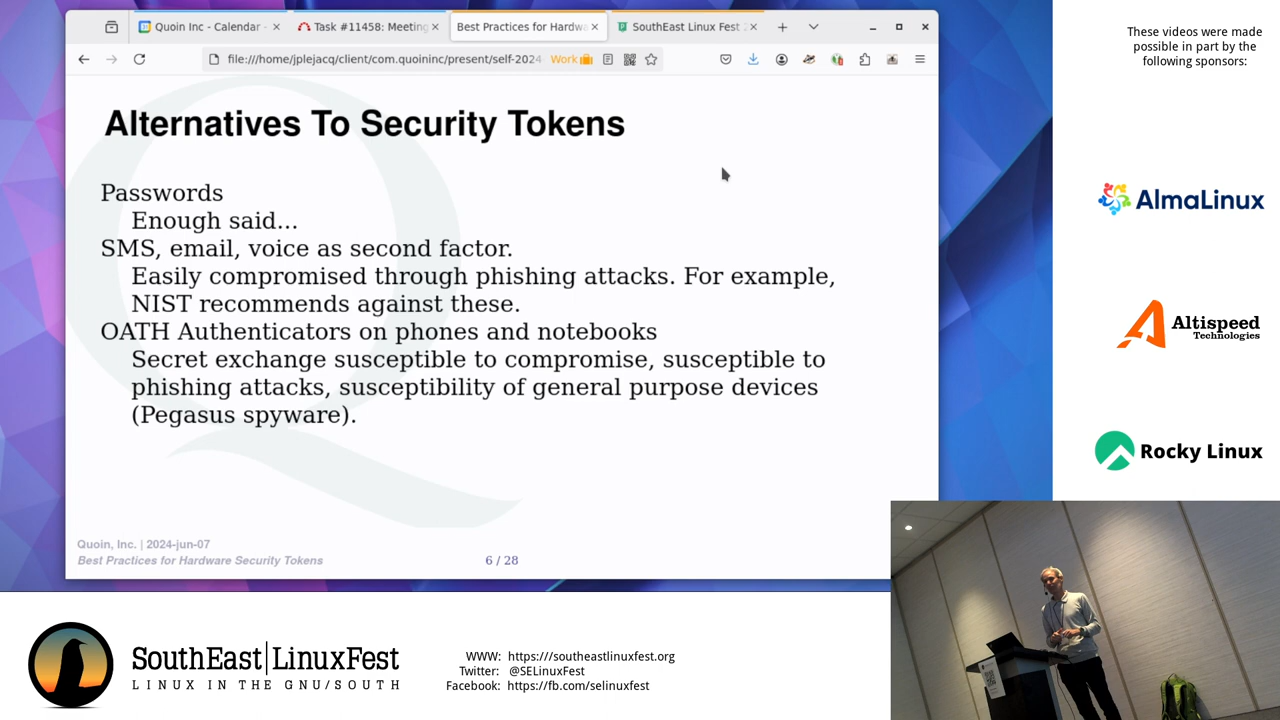 Quoin Inc - Calendar -
Task #11458: Meeting
Best Practices for Hardwa
SouthEast Linux Fest 2
file:///home/jplejacq/client/com.quoininc/present/self-2024
Work
Alternatives To Security Tokens
Passwords
Enough said...
SMS, email, voice as second factor.
Easily compromised through phishing attacks. For example,
NIST recommends against these.
OATH Authenticators on phones and notebooks
Secret exchange susceptible to compromise, susceptible to
phishing attacks, susceptibility of general purpose devices
(Pegasus spyware).
Quoin, Inc. | 2024-jun-07
Best Practices for Hardware Security Tokens
6 / 28
These videos were made
possible in part by the
following sponsors:
AlmaLinux
Altispeed
Technologies
Rocky Linux
SouthEast LinuxFest
LINUX IN THE GNU/SOUTH
WWW: https:///southeastlinuxfest.org
Twitter: @SELinuxFest
Facebook: https://fb.com/selinuxfest